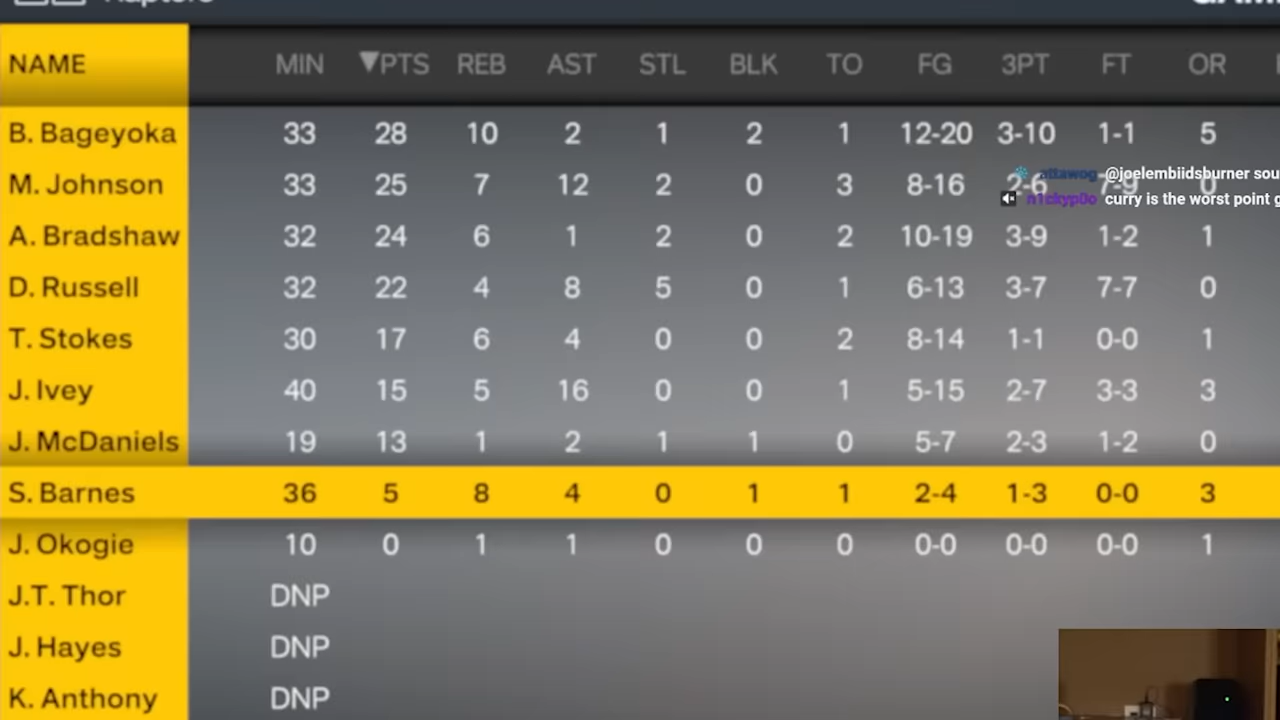 Raptors
NAME MIN ▼PTS REB AST STL BLK TO FG 3PT FT OR
B. Bageyoka 33 28 10 2 1 2 1 12-20 3-10 1-1 5
M. Johnson 33 25 7 12 2 0 3 8-16 2-6 7-9 0
@joelembiidsburner sou
n1ckyp0o curry is the worst point g
A. Bradshaw 32 24 6 1 2 0 2 10-19 3-9 1-2 1
D. Russell 32 22 4 8 5 0 1 6-13 3-7 7-7 0
T. Stokes 30 17 6 4 0 0 2 8-14 1-1 0-0 1
J. Ivey 40 15 5 16 0 0 1 5-15 2-7 3-3 3
J. McDaniels 19 13 1 2 1 1 0 5-7 2-3 1-2 0
S. Barnes 36 5 8 4 0 1 1 2-4 1-3 0-0 3
J. Okogie 10 0 1 1 0 0 0 0-0 0-0 0-0 1
J.T. Thor DNP
J. Hayes DNP
K. Anthony DNP